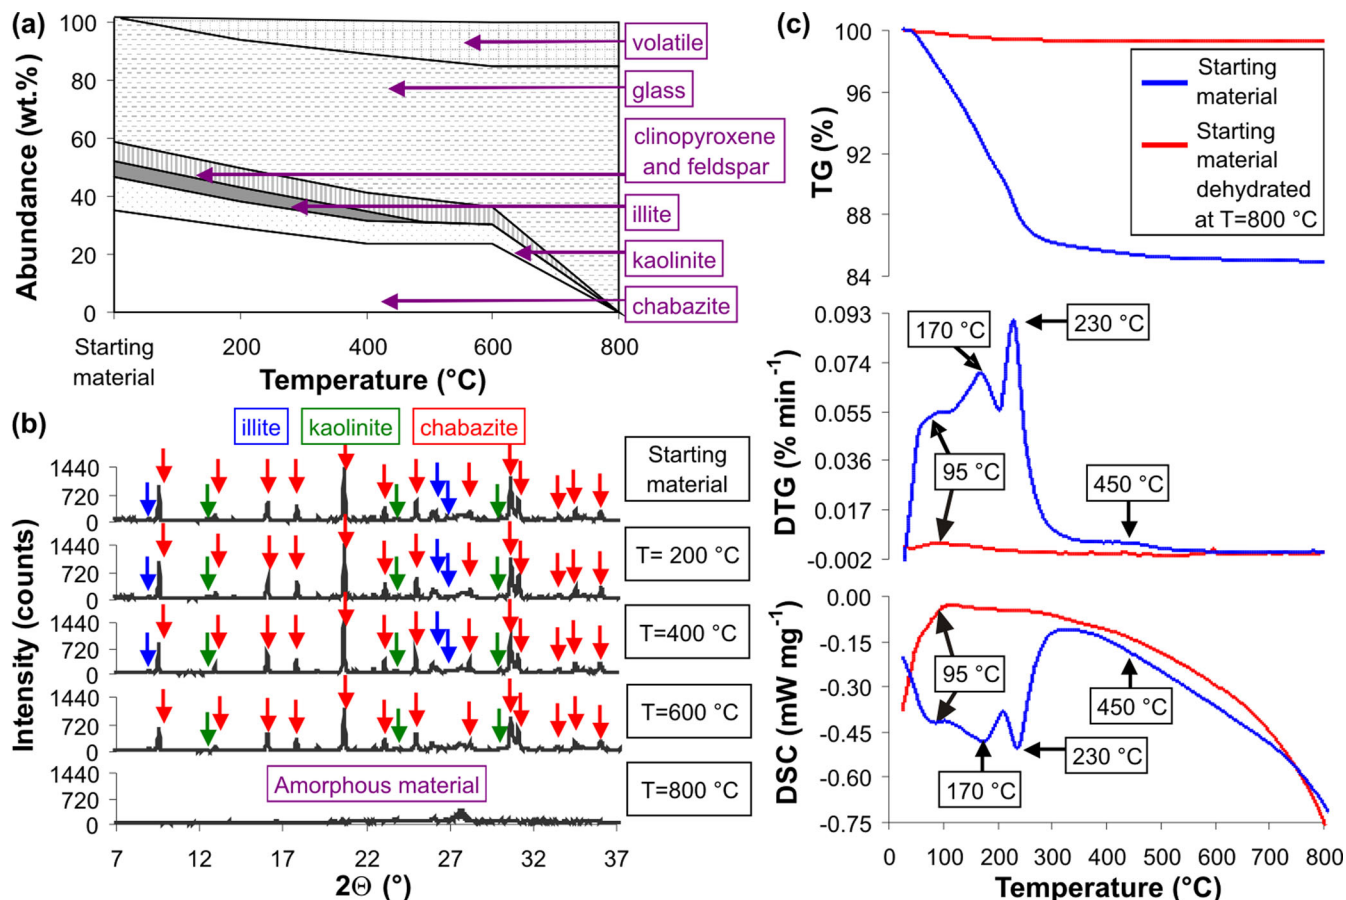 (a)
Abundance (wt.%)
100
80
60
40
20
0
Starting
material
200
400
600
800
Temperature (°C)
volatile
glass
clinopyroxene
and feldspar
illite
kaolinite
chabazite
(b)
illite
kaolinite
chabazite
Intensity (counts)
1440
720
0
Starting
material
1440
720
0
T= 200 °C
1440
720
0
T=400 °C
1440
720
0
T=600 °C
1440
720
0
Amorphous material
T=800 °C
7
12
17
22
27
32
37
2Θ (°)
(c)
TG (%)
100
96
92
88
84
Starting
material
Starting
material
dehydrated
at T=800 °C
DTG (% min-1)
0.093
0.074
0.055
0.036
0.017
-0.002
170 °C
230 °C
95 °C
450 °C
DSC (mW mg-1)
0.00
-0.15
-0.30
-0.45
-0.60
-0.75
95 °C
450 °C
230 °C
170 °C
0
100
200
300
400
500
600
700
800
Temperature (°C)